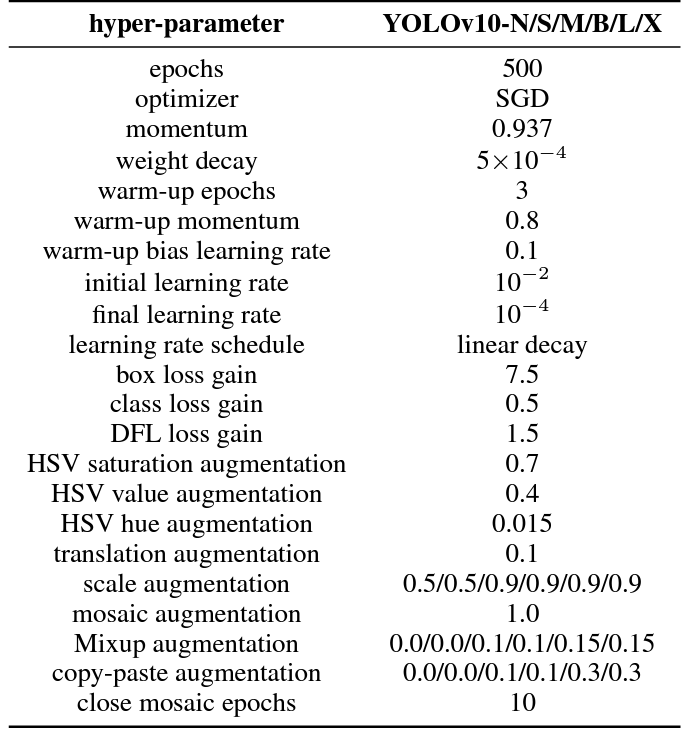 hyper-parameter YOLOv10-N/S/M/B/L/X
epochs 500
optimizer SGD
momentum 0.937
weight decay 5×10⁻⁴
warm-up epochs 3
warm-up momentum 0.8
warm-up bias learning rate 0.1
initial learning rate 10⁻²
final learning rate 10⁻⁴
learning rate schedule linear decay
box loss gain 7.5
class loss gain 0.5
DFL loss gain 1.5
HSV saturation augmentation 0.7
HSV value augmentation 0.4
HSV hue augmentation 0.015
translation augmentation 0.1
scale augmentation 0.5/0.5/0.9/0.9/0.9/0.9
mosaic augmentation 1.0
Mixup augmentation 0.0/0.0/0.1/0.1/0.15/0.15
copy-paste augmentation 0.0/0.0/0.1/0.1/0.3/0.3
close mosaic epochs 10